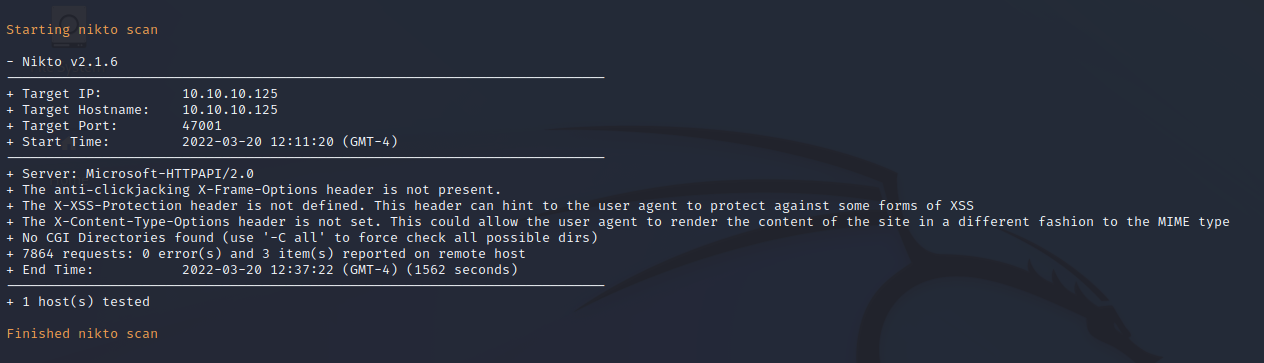 Starting nikto scan
- Nikto v2.1.6
+ Target IP:          10.10.10.125
+ Target Hostname:    10.10.10.125
+ Target Port:        47001
+ Start Time:         2022-03-20 12:11:20 (GMT-4)
+ Server: Microsoft-HTTPAPI/2.0
+ The anti-clickjacking X-Frame-Options header is not present.
+ The X-XSS-Protection header is not defined. This header can hint to the user agent to protect against some forms of XSS
+ The X-Content-Type-Options header is not set. This could allow the user agent to render the content of the site in a different fashion to the MIME type
+ No CGI Directories found (use '-C all' to force check all possible dirs)
+ 7864 requests: 0 error(s) and 3 item(s) reported on remote host
+ End Time:           2022-03-20 12:37:22 (GMT-4) (1562 seconds)
+ 1 host(s) tested
Finished nikto scan